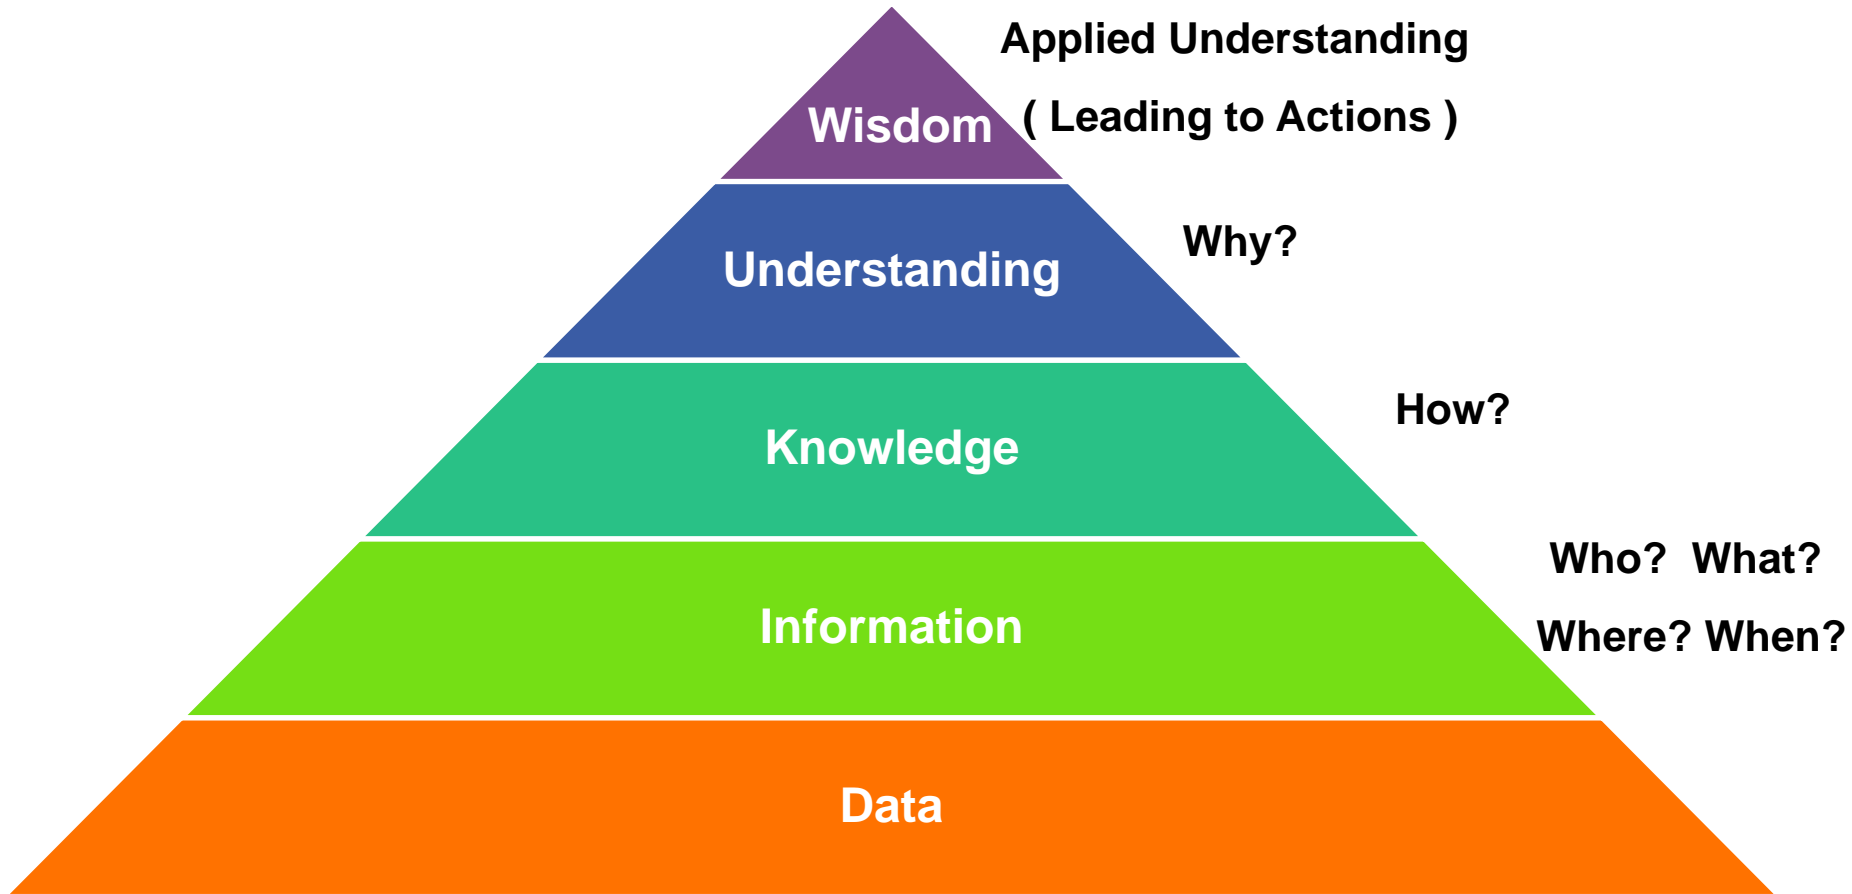 Applied Understanding
Wisdom ( Leading to Actions )
Why?
Understanding
How?
Knowledge
Who? What?
Information
Where? When?
Data